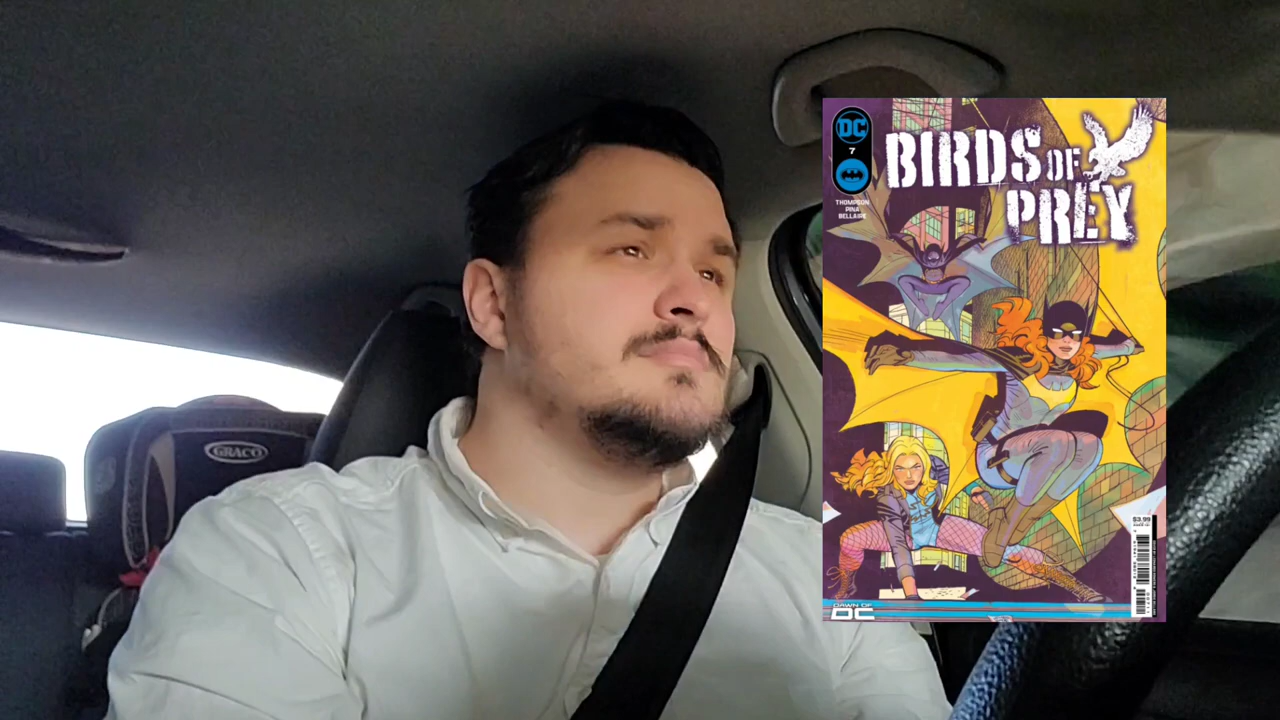 GRACO
DC
7
BIRDS OF
PREY
THOMPSON
PINA
BELLAIRE
$3.99
DAWN OF
DC